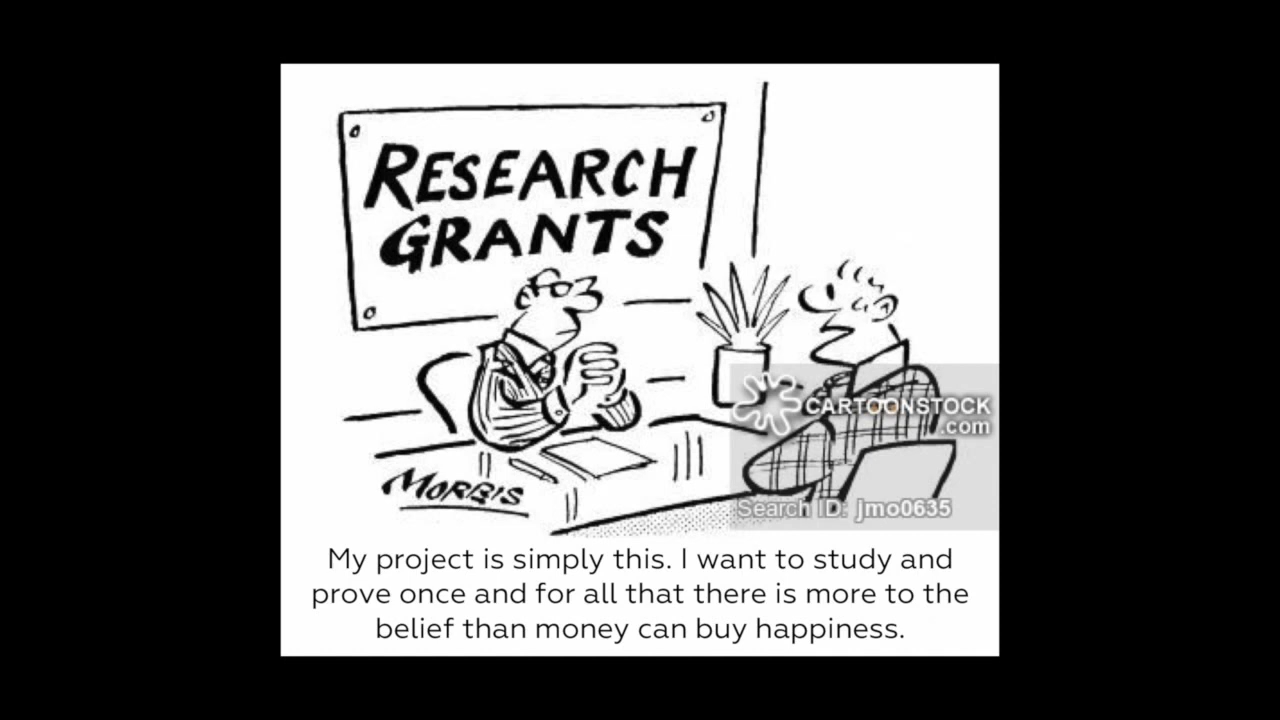 RESEARCH
GRANTS
CARTOONSTOCK
.com
MORRIS
Search ID: jmo0635
My project is simply this. I want to study and
prove once and for all that there is more to the
belief than money can buy happiness.